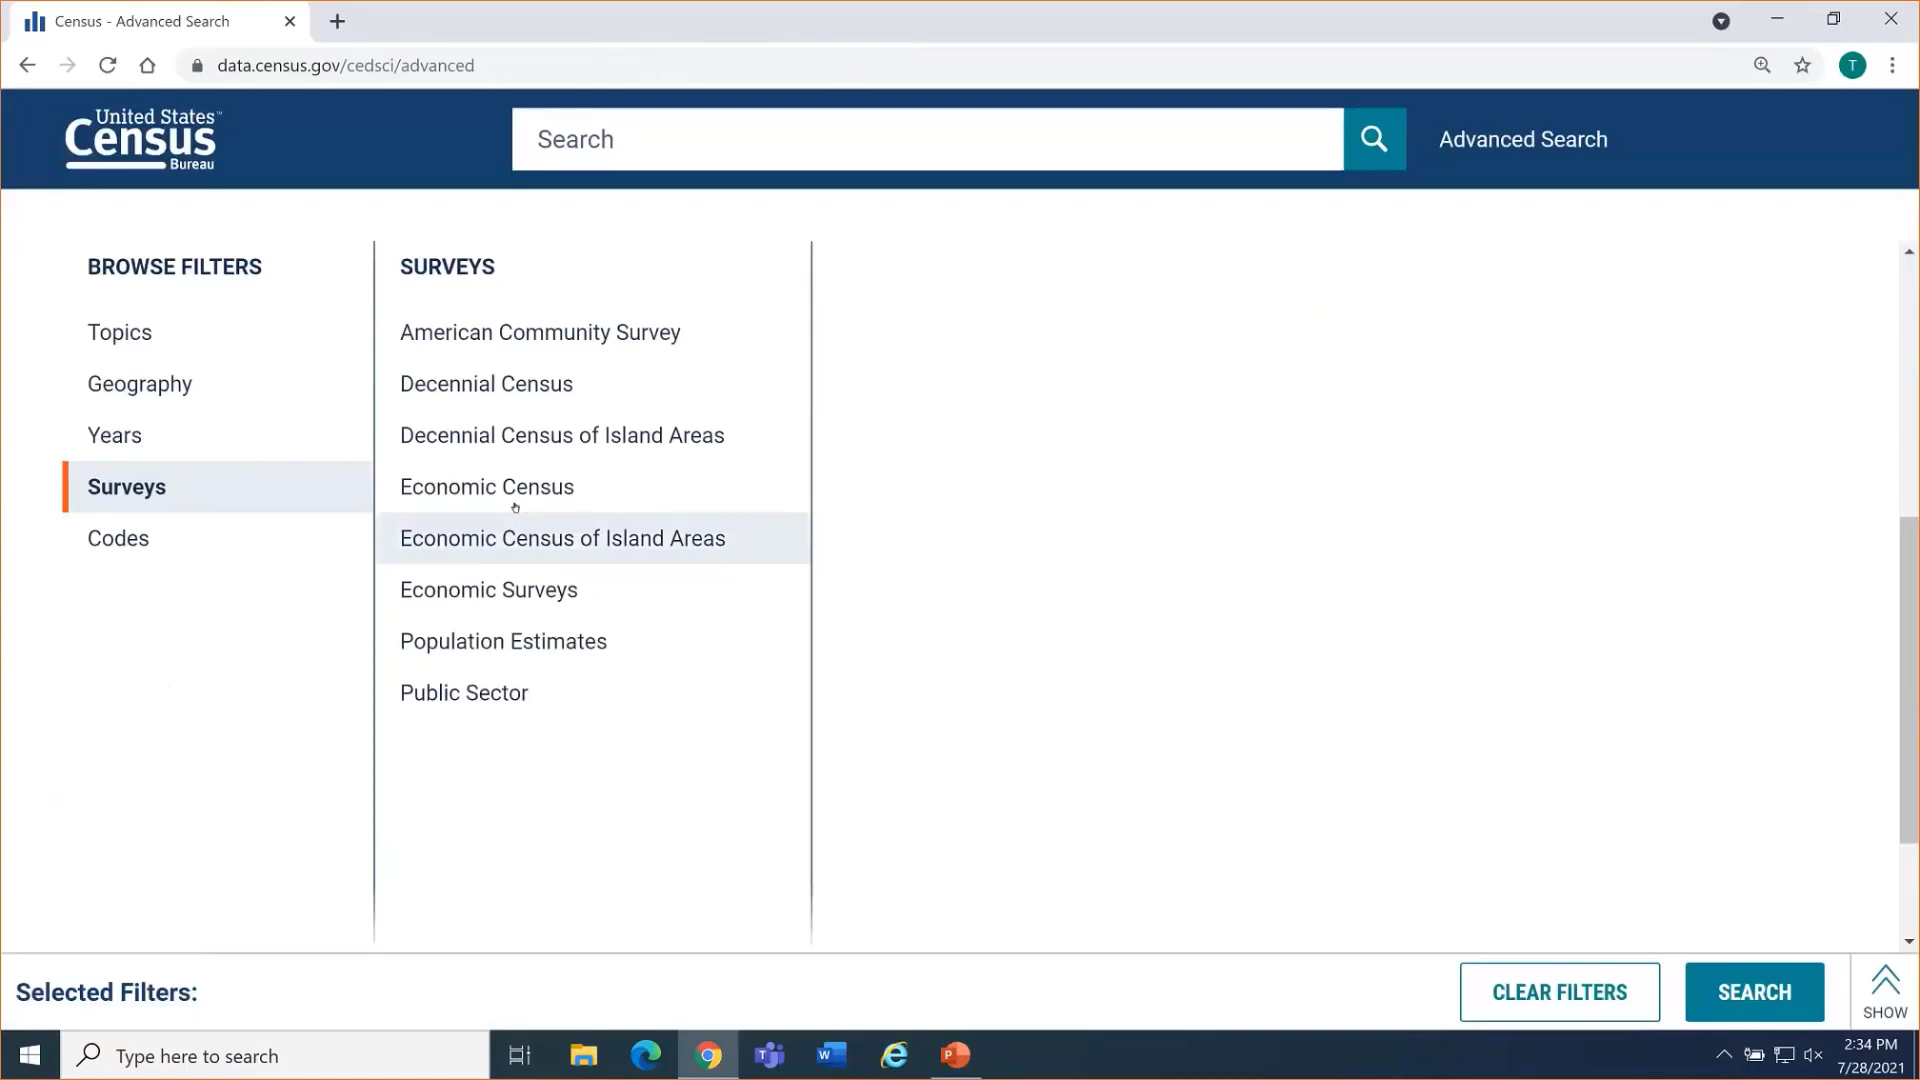 Census - Advanced Search
data.census.gov/cedsci/advanced
T
United States™
Census
Bureau
Search
Advanced Search
BROWSE FILTERS
Topics
Geography
Years
Surveys
Codes
SURVEYS
American Community Survey
Decennial Census
Decennial Census of Island Areas
Economic Census
Economic Census of Island Areas
Economic Surveys
Population Estimates
Public Sector
Selected Filters:
CLEAR FILTERS
SEARCH
SHOW
Type here to search
2:34 PM
7/28/2021